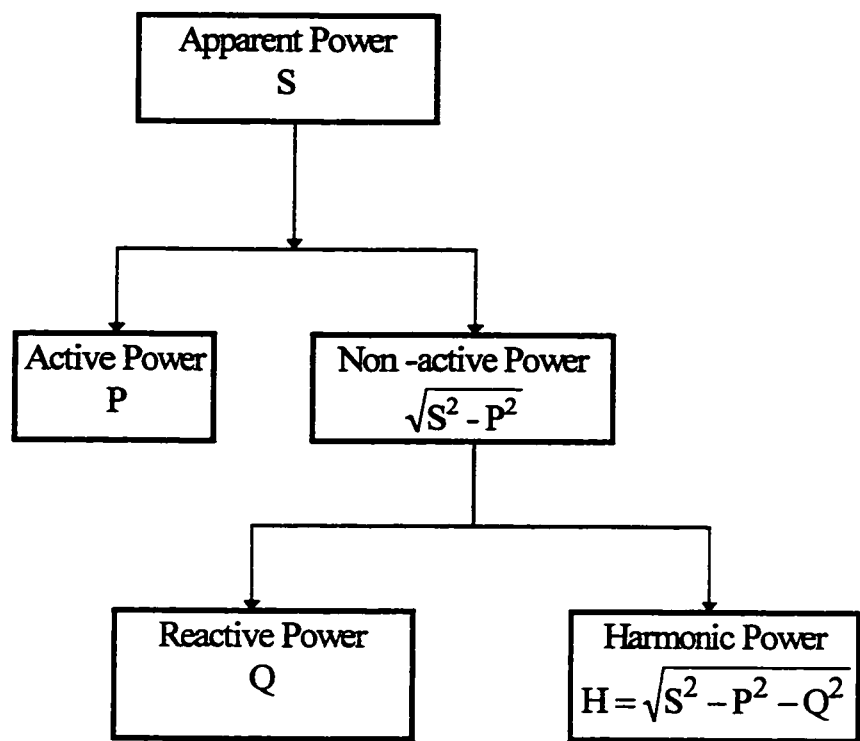 Apparent Power
S
Active Power
P
Non -active Power
√S² - P²
Reactive Power
Q
Harmonic Power
H = √S² – P² – Q²